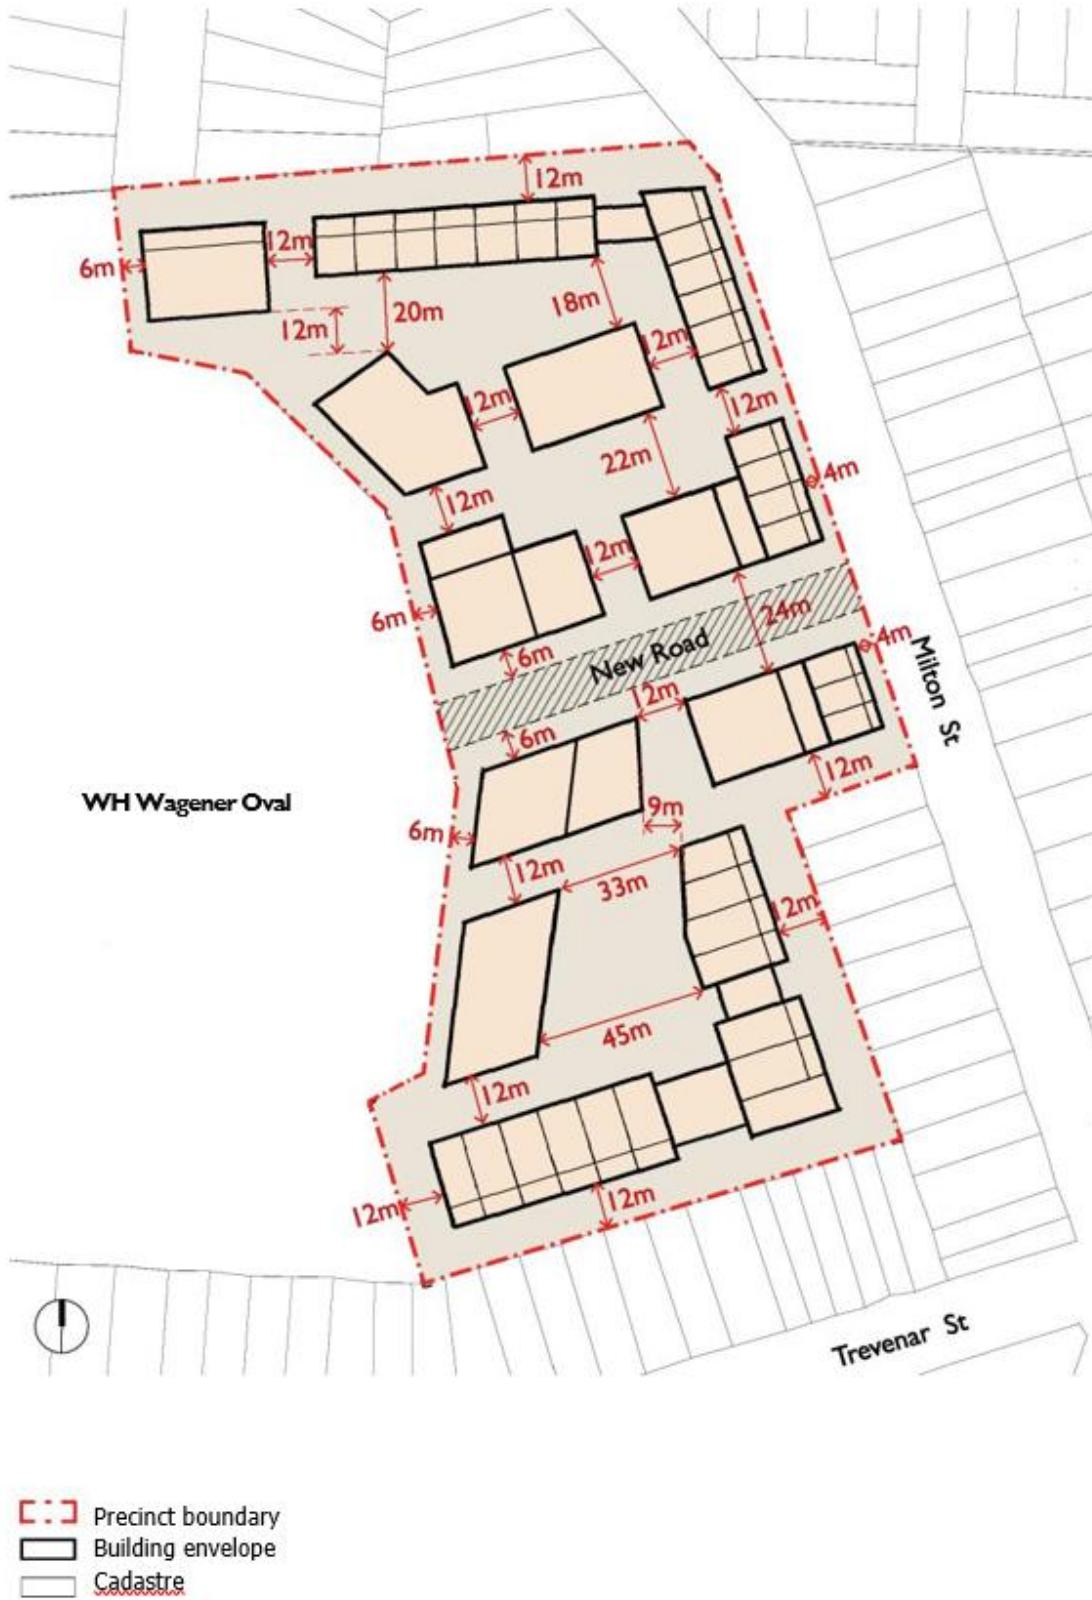 12m
12m
6m
18m
20m
12m
12m
12m
12m
22m
4m
12m
12m
24m
6m
6m
4m
New Road
Milton St
12m
6m
12m
WH Wagener Oval
9m
6m
12m
33m
12m
45m
12m
12m
12m
Trevenar St
Precinct boundary
Building envelope
Cadastre